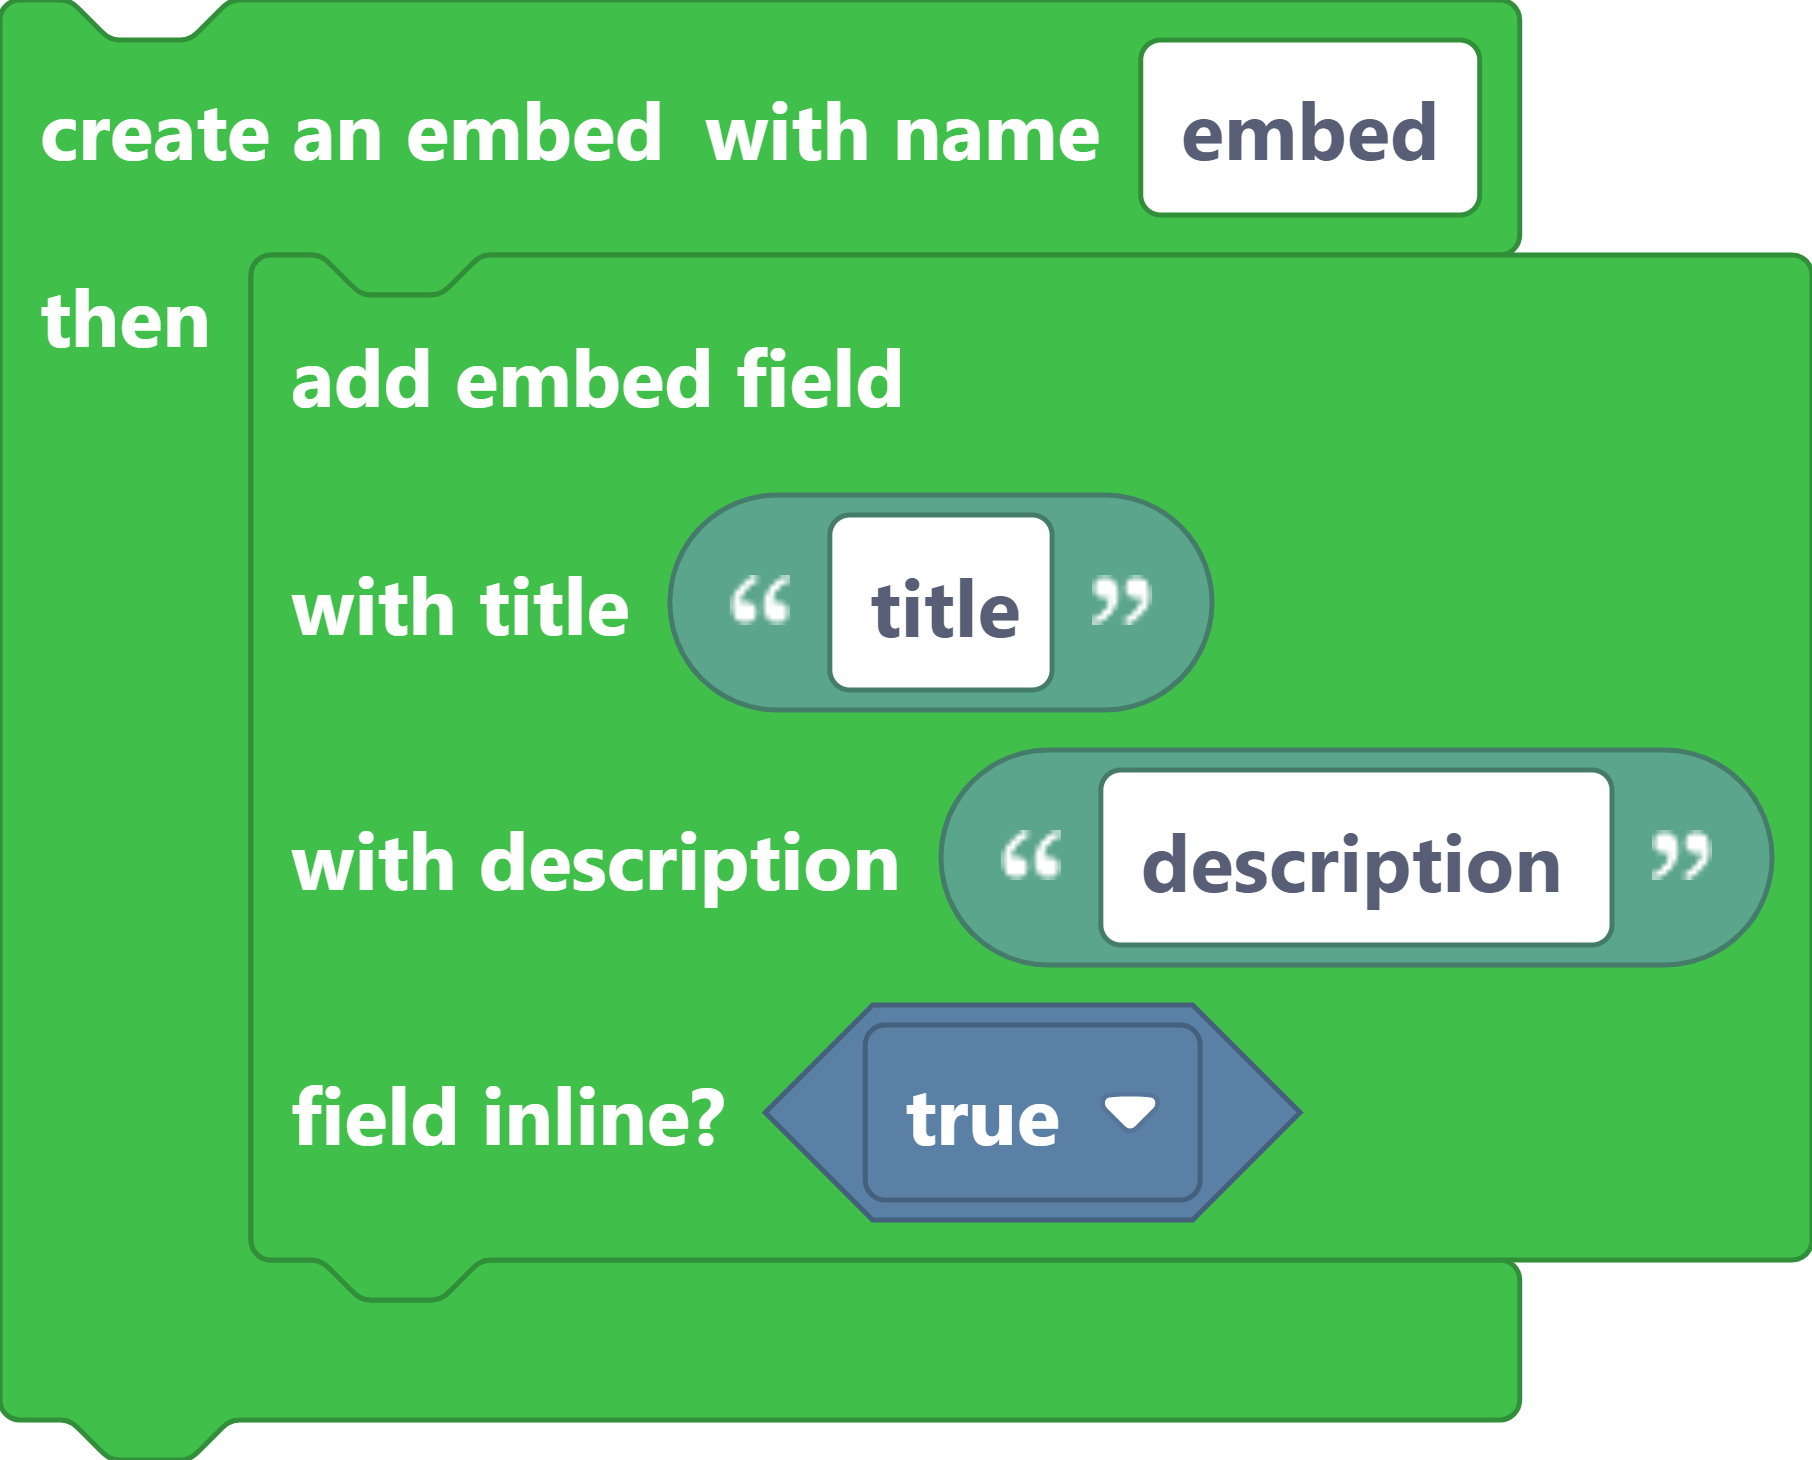 create an embed with name embed
then
add embed field
with title “ title ”
with description “ description ”
field inline? true